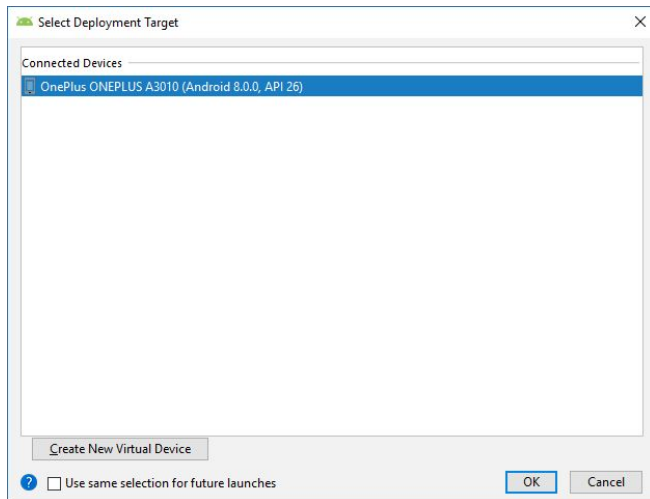 Select Deployment Target
Connected Devices
OnePlus ONEPLUS A3010 (Android 8.0.0, API 26)
Create New Virtual Device
? Use same selection for future launches OK Cancel